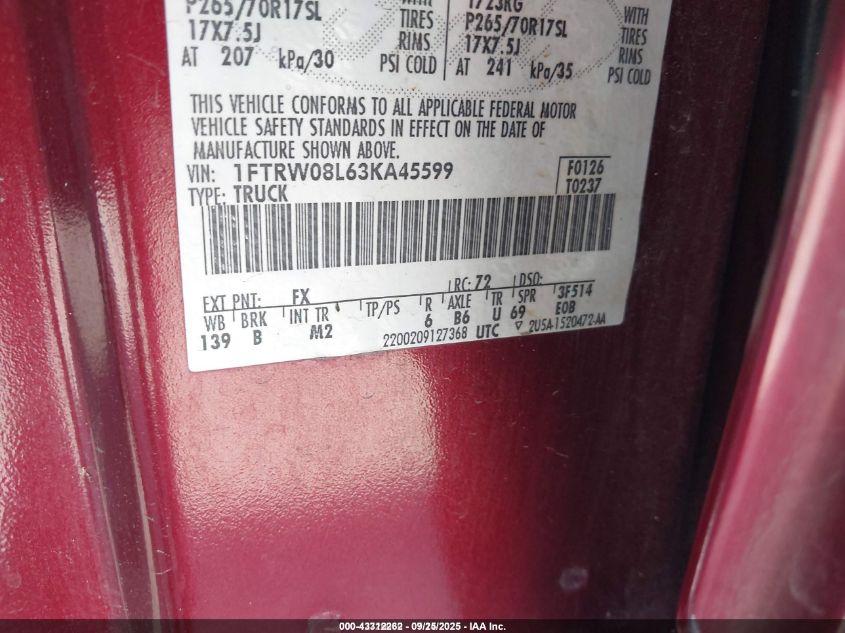 P265/70R17SL TIRES 1723KG WITH
17X7.5J RIMS P265/70R17SL TIRES
AT 207 kPa/30 PSI COLD 17X7.5J RIMS
AT 241 kPa/35 PSI COLD
THIS VEHICLE CONFORMS TO ALL APPLICABLE FEDERAL MOTOR
VEHICLE SAFETY STANDARDS IN EFFECT ON THE DATE OF
MANUFACTURE SHOWN ABOVE.
VIN: 1FTRW08L63KA45599 F0126
TYPE: TRUCK T0237
EXT PNT: FX RC: 72 DSO:
WB BRK INT TR TP/PS R AXLE TR SPR 3F514
139 B M2 6 B6 U 69 E0B
2200209127368 UTC ▽ 2U5A-1520472-AA
000-43312262 - 09/25/2025 - IAA Inc.